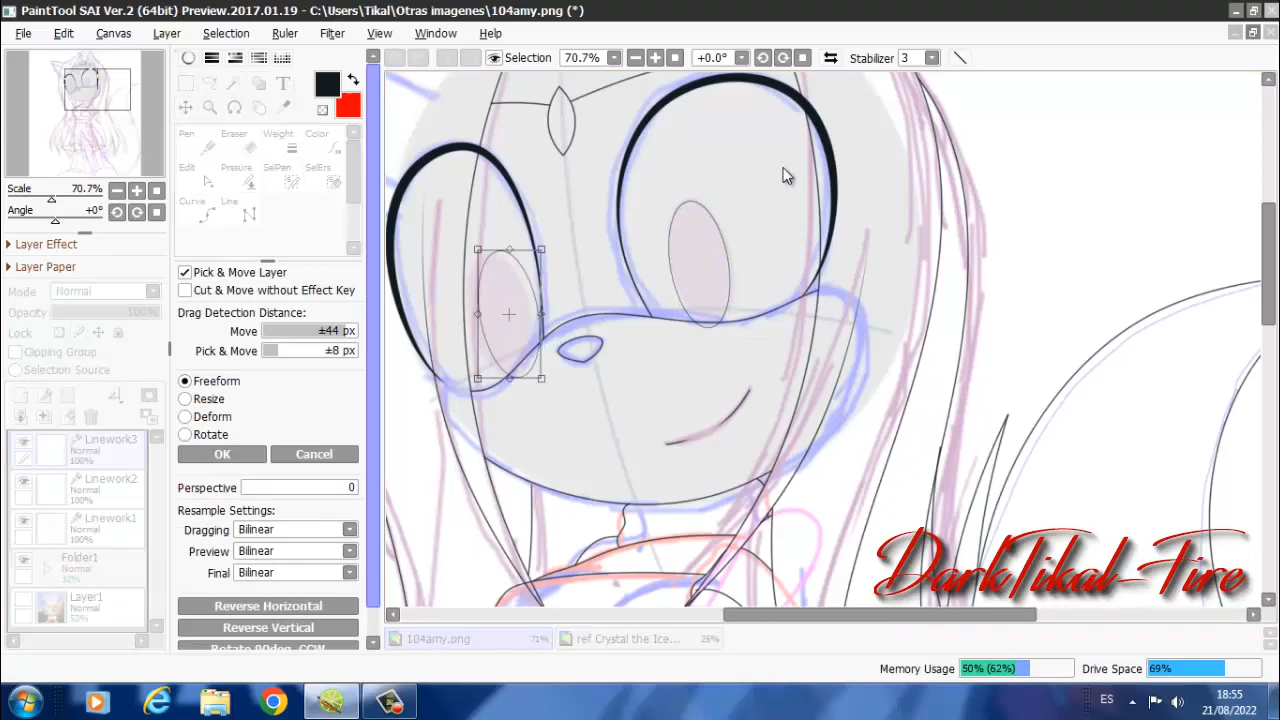 PaintTool SAI Ver.2 (64bit) Preview.2017.01.19 - C:\Users\Tikal\Otras imagenes\104amy.png (*)
File Edit Canvas Layer Selection Ruler Filter View Window Help
Selection 70.7% +0.0° Stabilizer 3
Scale 70.7%
Angle +0°
Layer Effect
Layer Paper
Mode Normal
Opacity 100%
Lock
Clipping Group
Selection Source
Linework3
Normal
100%
Linework2
Normal
100%
Linework1
Normal
100%
Folder1
Normal
32%
Layer1
Normal
53%
T
Pen Eraser Weight Color
Edit Presure SelPen SelErs
Curve Line
Pick & Move Layer
Cut & Move without Effect Key
Drag Detection Distance:
Move ±44 px
Pick & Move ±8 px
Freeform
Resize
Deform
Rotate
OK Cancel
Perspective 0
Resample Settings:
Dragging Bilinear
Preview Bilinear
Final Bilinear
Reverse Horizontal
Reverse Vertical
Rotate 90deg. CCW
DarkTikal-Fire
104amy.png 71% ref Crystal the Ice... 25%
Memory Usage 50% (62%) Drive Space 69%
ES
18:55
21/08/2022